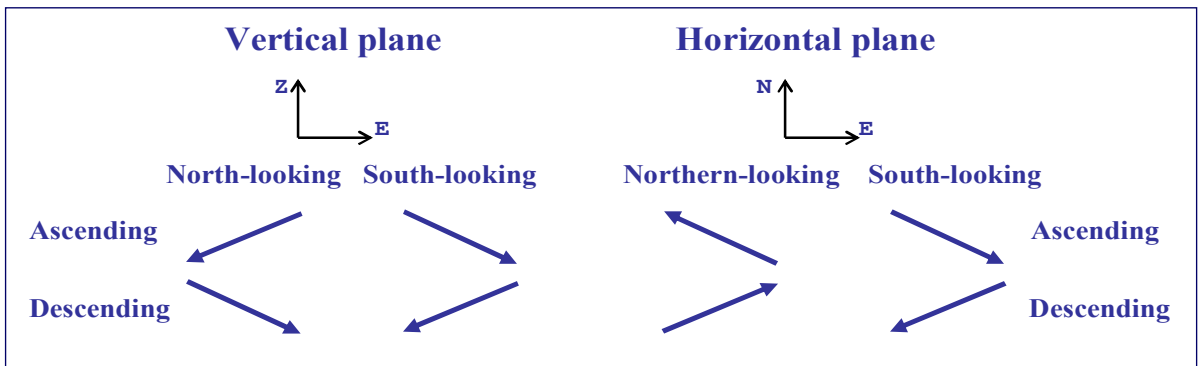 Vertical plane Horizontal plane
Z N
E E
North-looking South-looking Northern-looking South-looking
Ascending Ascending
Descending Descending